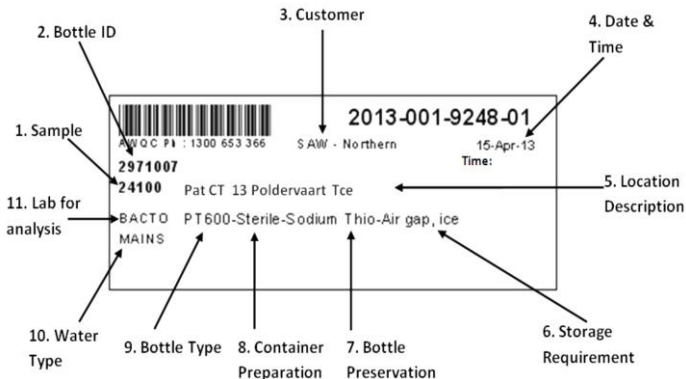 3. Customer
2. Bottle ID
4. Date &
Time
2013-001-9248-01
AWQC Ph : 1300 653 366
SAW - Northern
15-Apr-13
Time:
1. Sample
2971007
24100
Pat CT 13 Poldervaart Tce
5. Location
Description
11. Lab for
analysis
BACTO
PT600-Sterile-Sodium Thio-Air gap, ice
MAINS
10. Water
Type
9. Bottle Type
8. Container
Preparation
7. Bottle
Preservation
6. Storage
Requirement